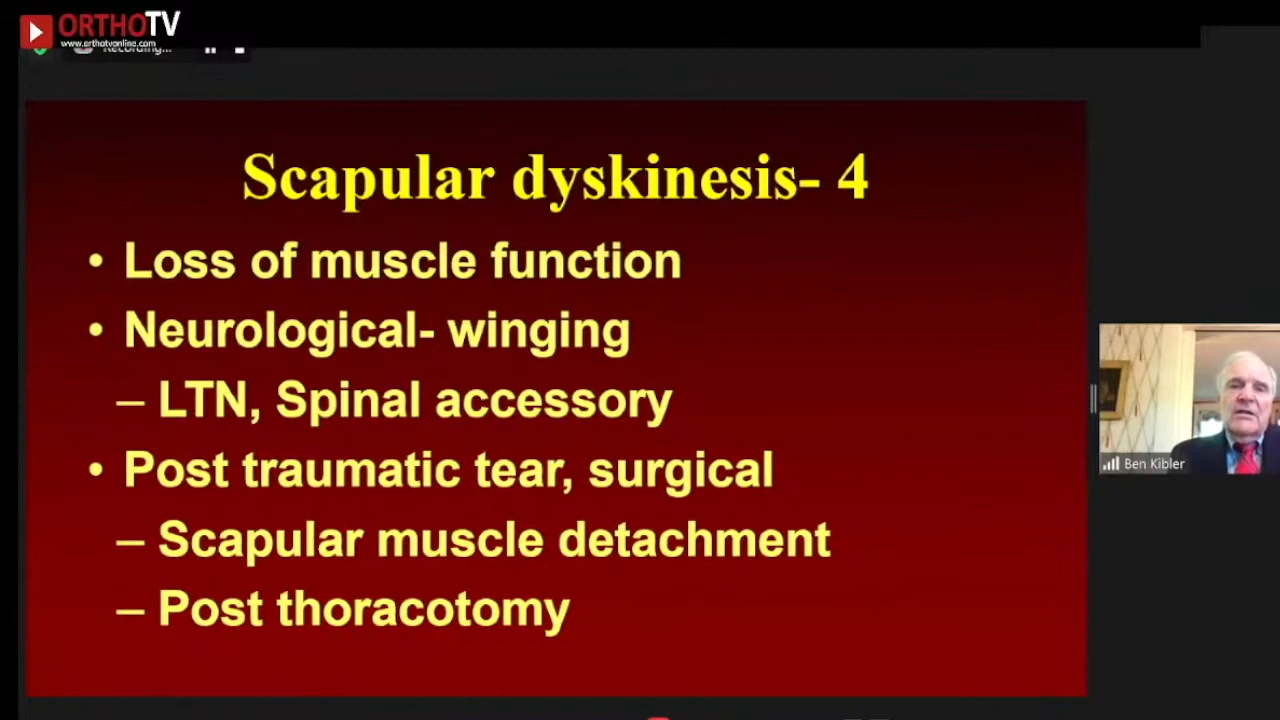 ORTHOTV
www.orthotvonline.com
Recording...
Scapular dyskinesis- 4
• Loss of muscle function
• Neurological- winging
– LTN, Spinal accessory
• Post traumatic tear, surgical
– Scapular muscle detachment
– Post thoracotomy
Ben Kibler